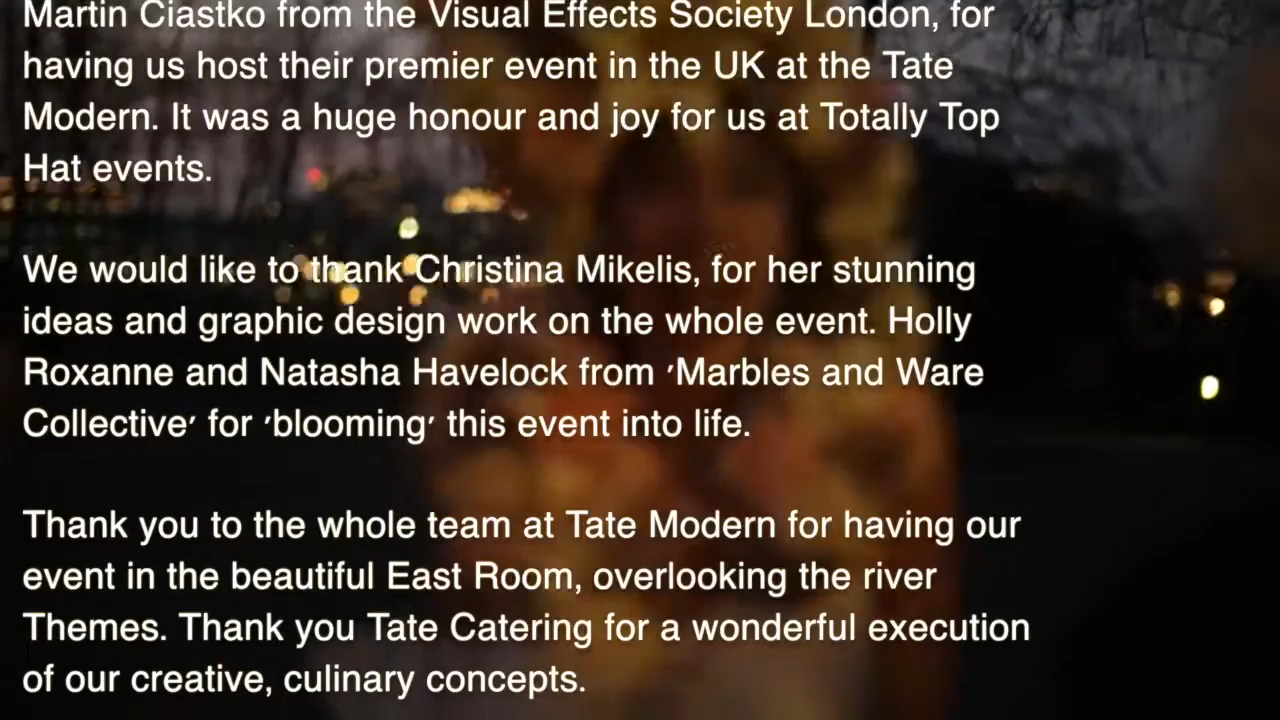 Martin Ciastko from the Visual Effects Society London, for
having us host their premier event in the UK at the Tate
Modern. It was a huge honour and joy for us at Totally Top
Hat events.
We would like to thank Christina Mikelis, for her stunning
ideas and graphic design work on the whole event. Holly
Roxanne and Natasha Havelock from 'Marbles and Ware
Collective' for 'blooming' this event into life.
Thank you to the whole team at Tate Modern for having our
event in the beautiful East Room, overlooking the river
Themes. Thank you Tate Catering for a wonderful execution
of our creative, culinary concepts.